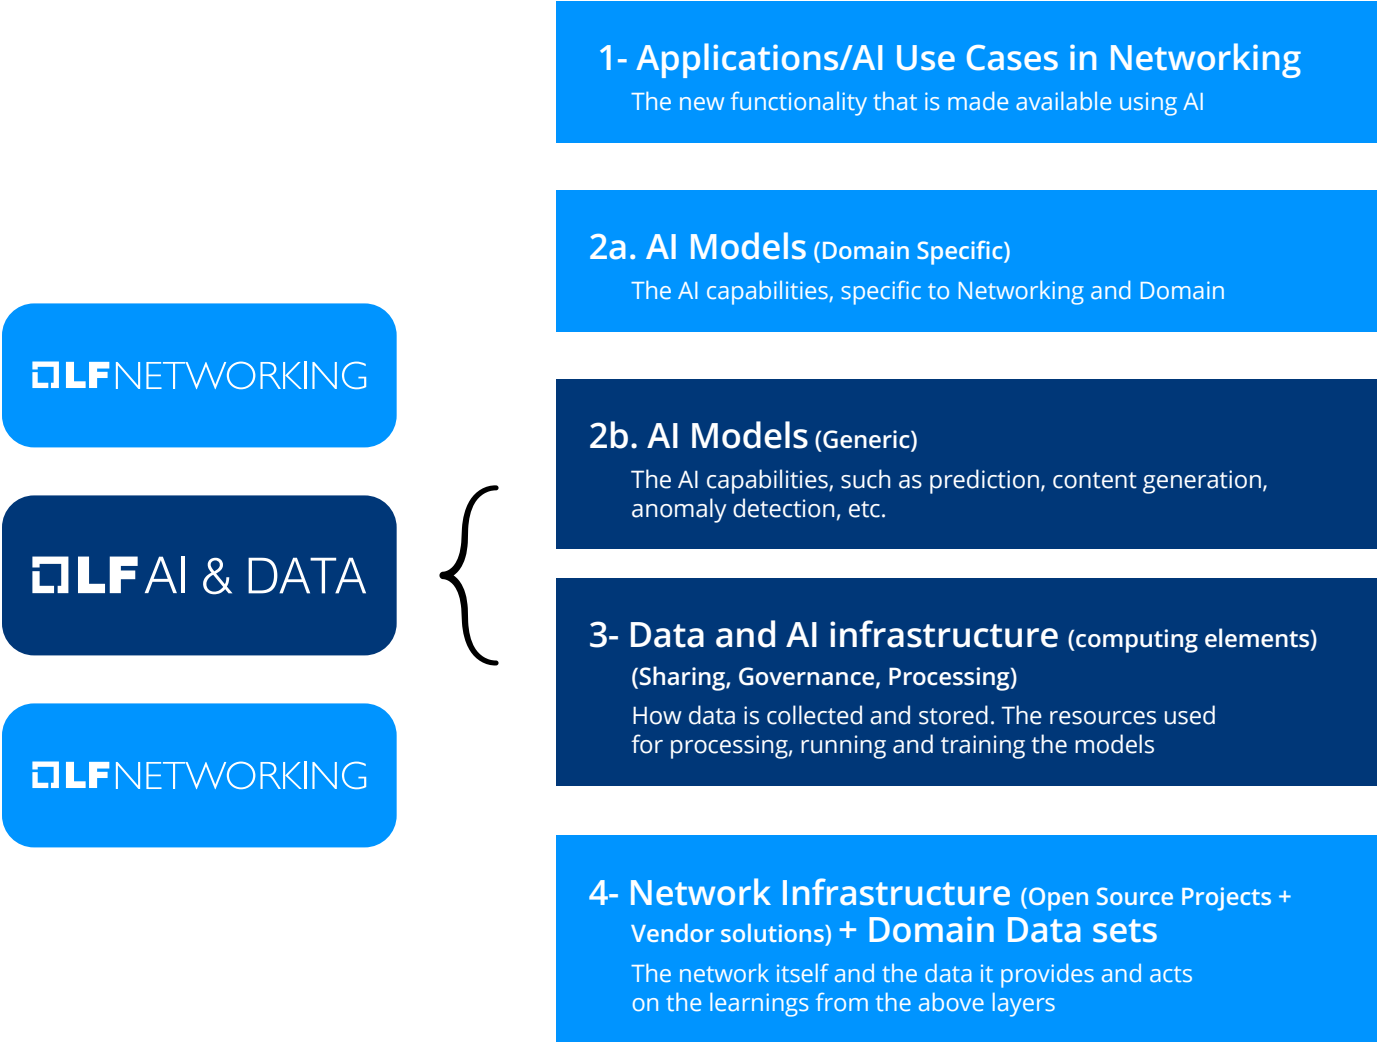 1- Applications/AI Use Cases in Networking
The new functionality that is made available using AI
2a. AI Models (Domain Specific)
The AI capabilities, specific to Networking and Domain
LFNETWORKING
2b. AI Models (Generic)
The AI capabilities, such as prediction, content generation,
anomaly detection, etc.
LF AI & DATA
3- Data and AI infrastructure (computing elements)
(Sharing, Governance, Processing)
How data is collected and stored. The resources used
for processing, running and training the models
LFNETWORKING
4- Network Infrastructure (Open Source Projects +
Vendor solutions) + Domain Data sets
The network itself and the data it provides and acts
on the learnings from the above layers